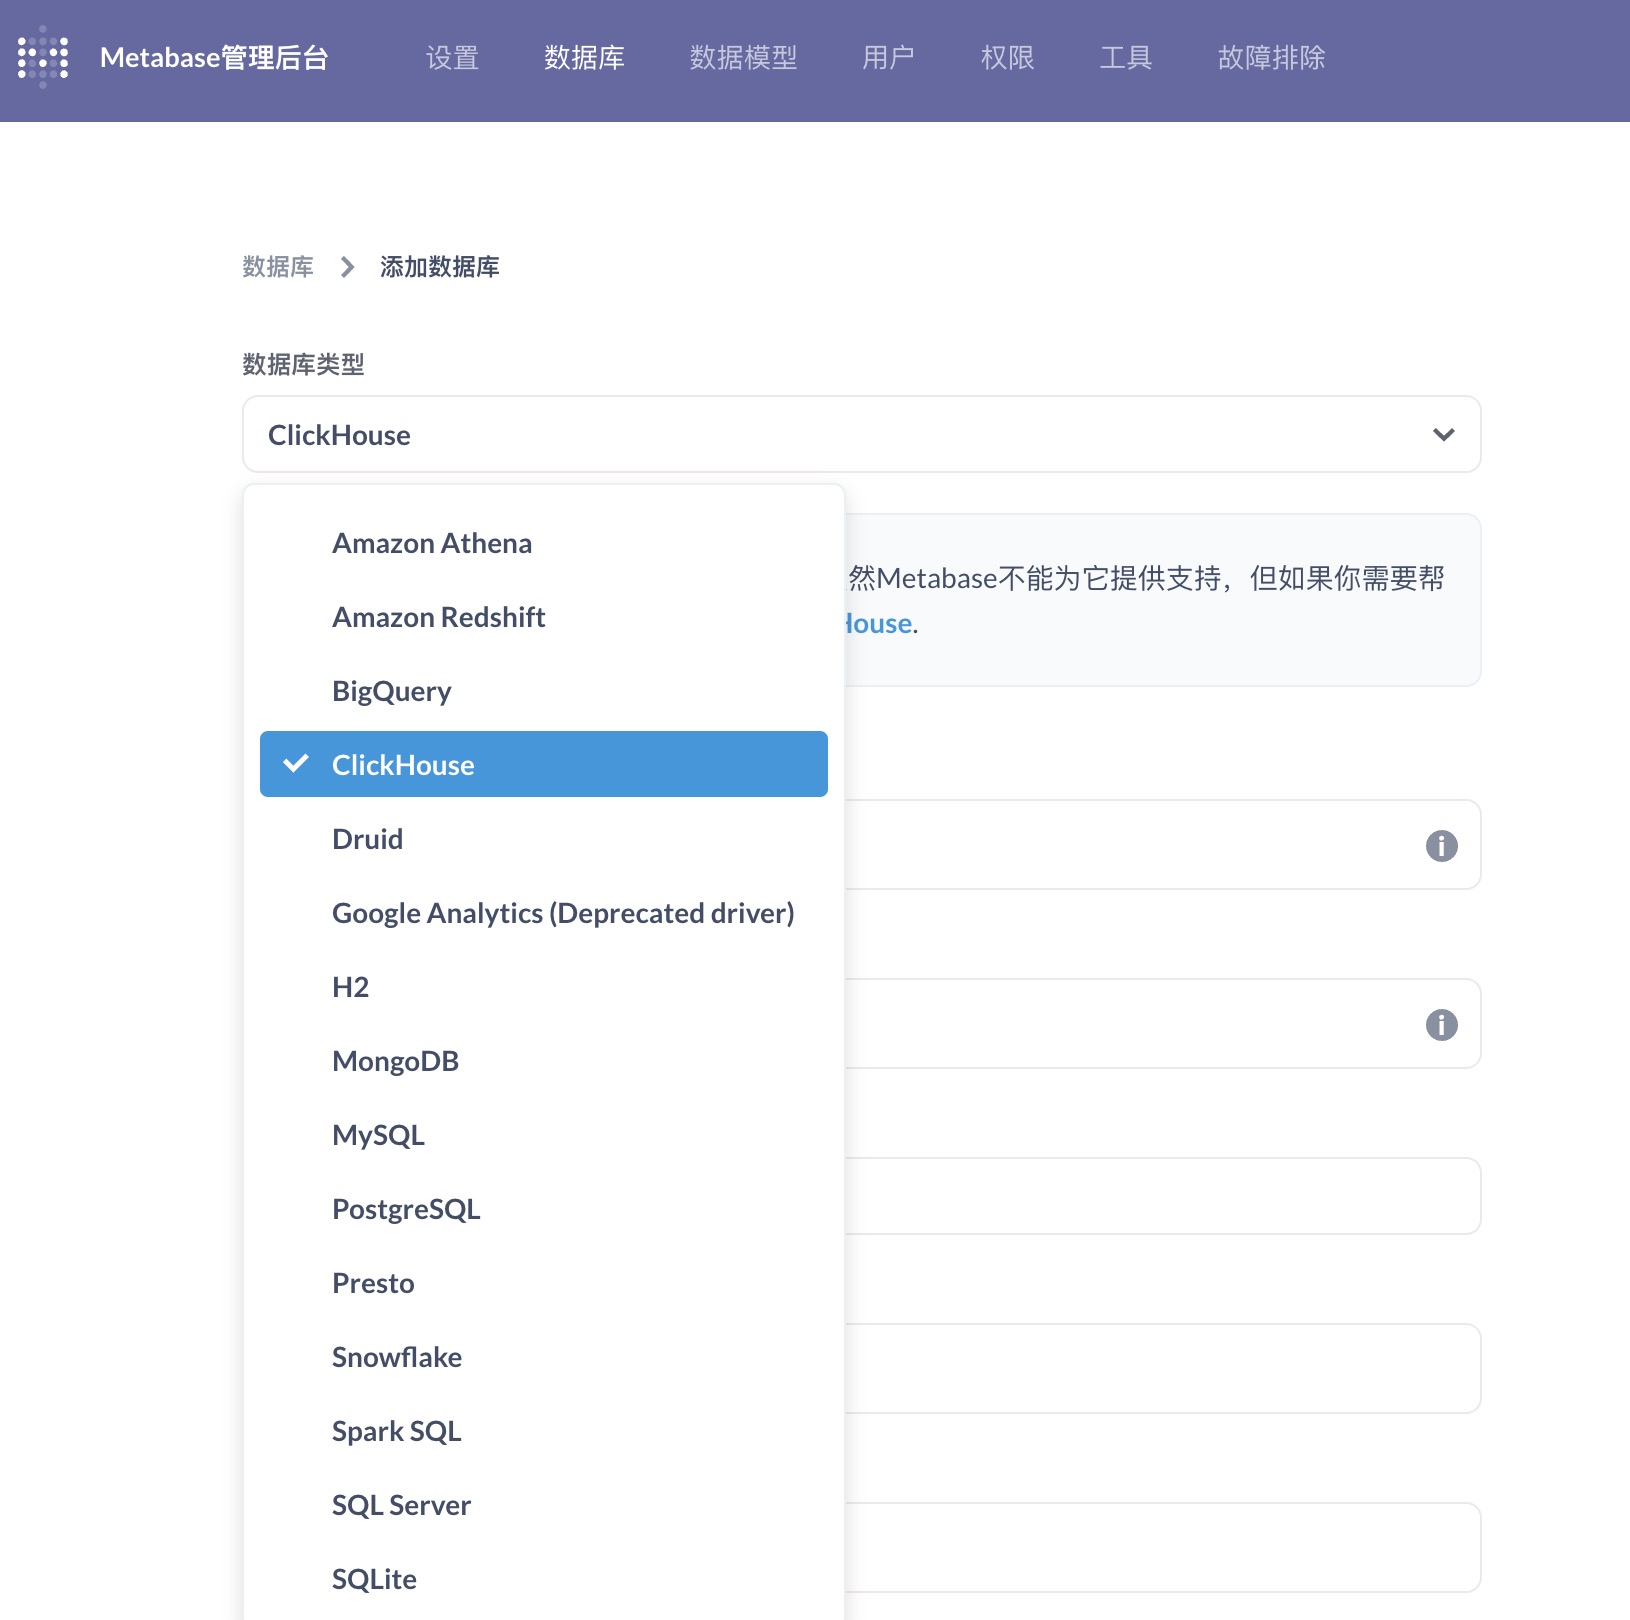 Metabase管理后台 设置 数据库 数据模型 用户 权限 工具 故障排除
数据库 添加数据库
数据库类型
ClickHouse
然Metabase不能为它提供支持，但如果你需要帮
House.
Amazon Athena
Amazon Redshift
BigQuery
ClickHouse
Druid
Google Analytics (Deprecated driver)
H2
MongoDB
MySQL
PostgreSQL
Presto
Snowflake
Spark SQL
SQL Server
SQLite